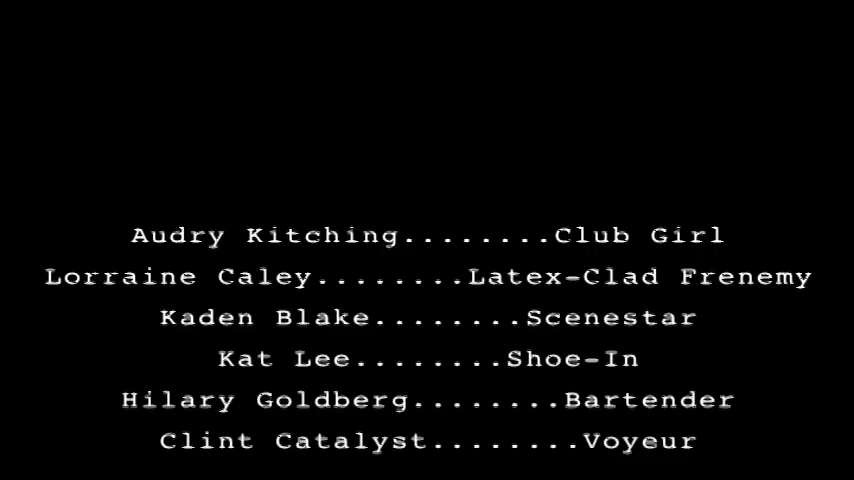 Audry Kitching........Club Girl
Lorraine Caley........Latex-Clad Frenemy
Kaden Blake........Scenestar
Kat Lee........Shoe-In
Hilary Goldberg........Bartender
Clint Catalyst........Voyeur